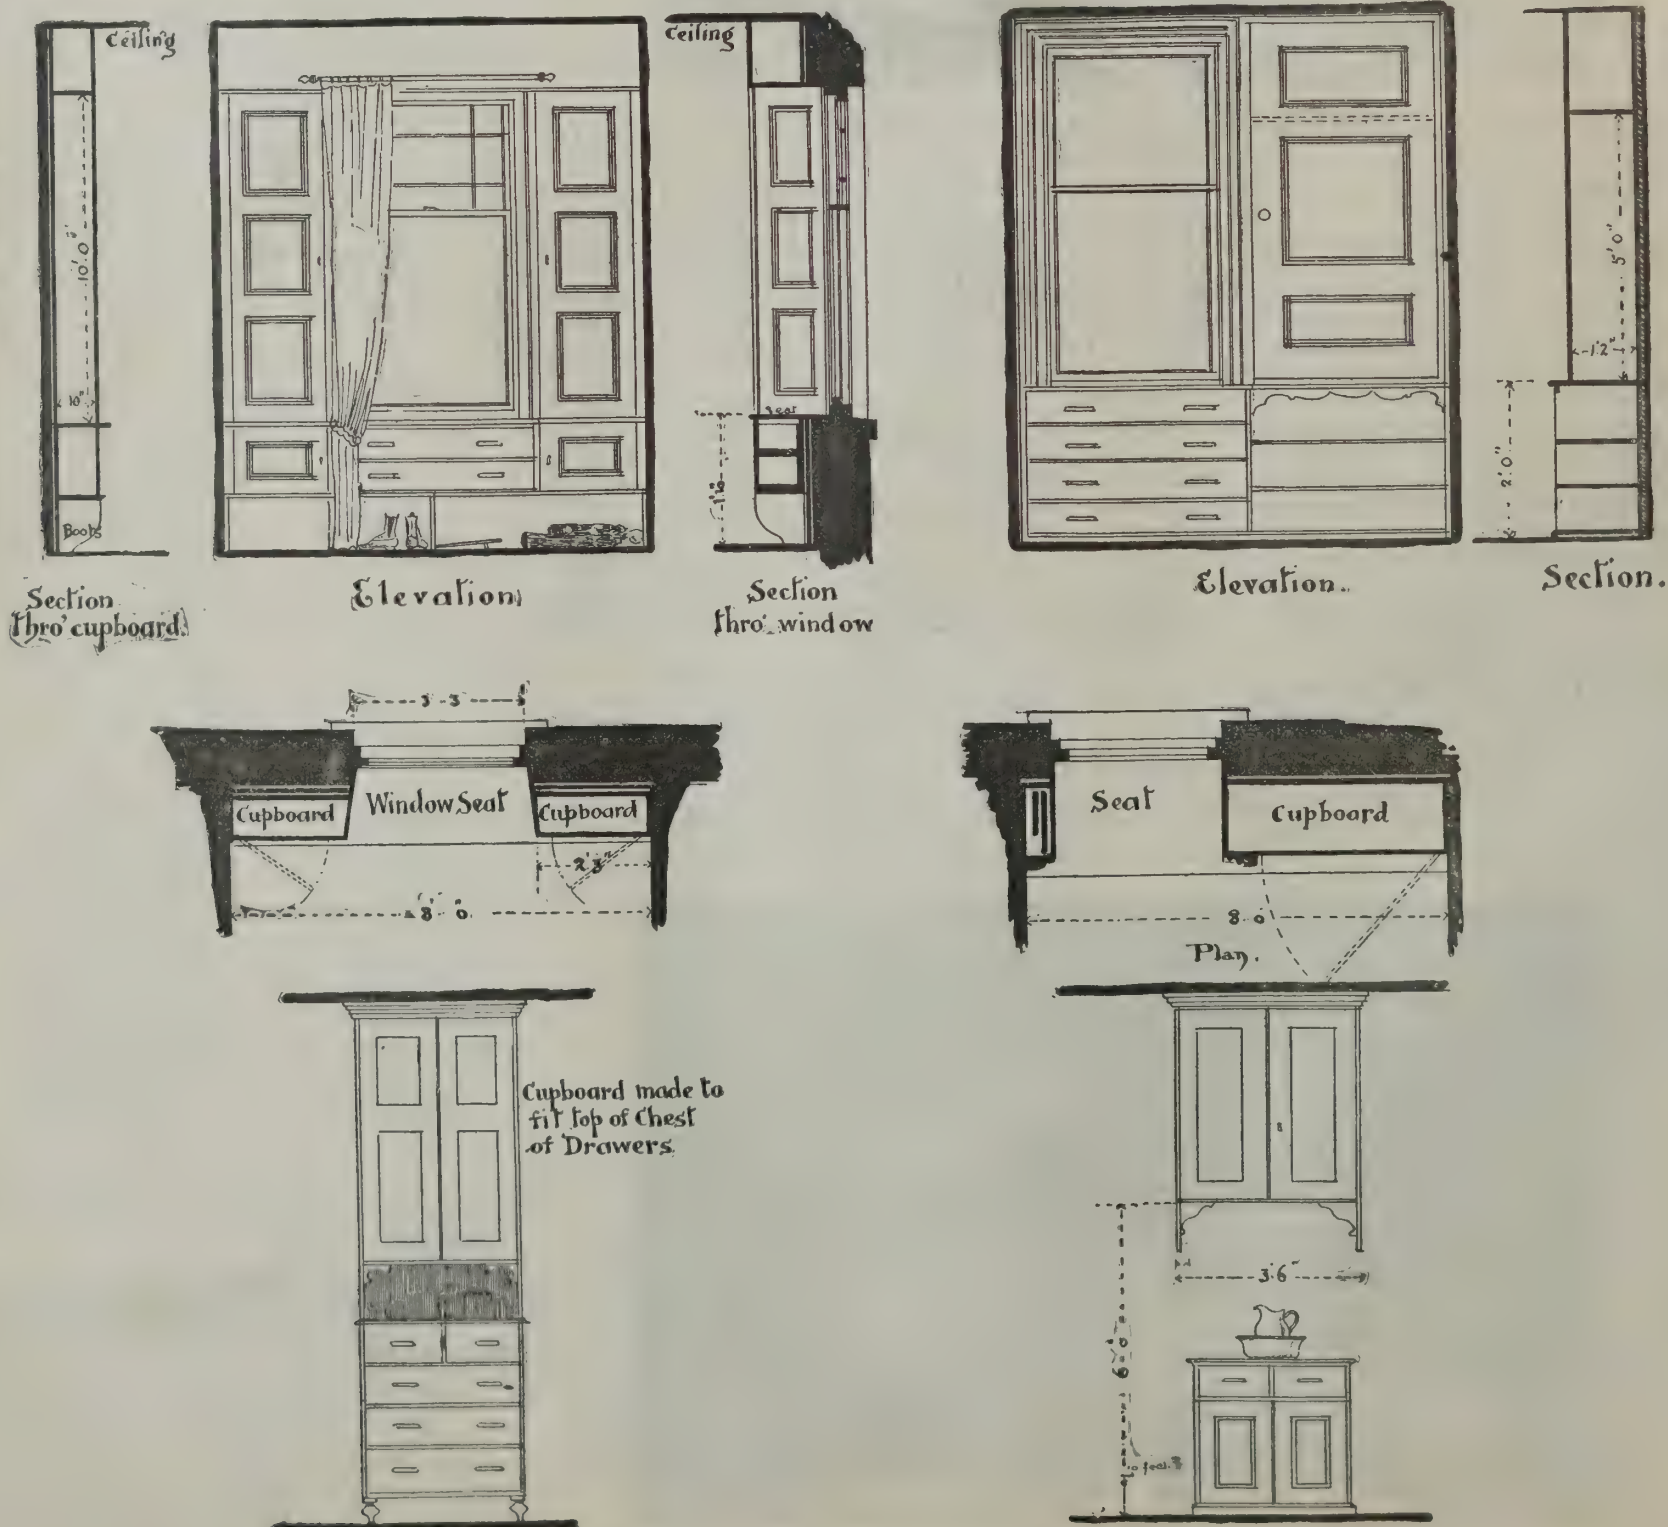 Ceiling
10'.0"
10"
Boots
Section
thro' cupboard.
Elevation
Ceiling
Seat
Section
thro' window
Elevation.
5'0"
1'2"
2'0"
Section.
3 3
Cupboard
Window Seat
Cupboard
2'3"
8' 0"
Seat
Cupboard
8 0
Plan.
Cupboard made to
fit top of Chest
of Drawers
3'6"
6'0"